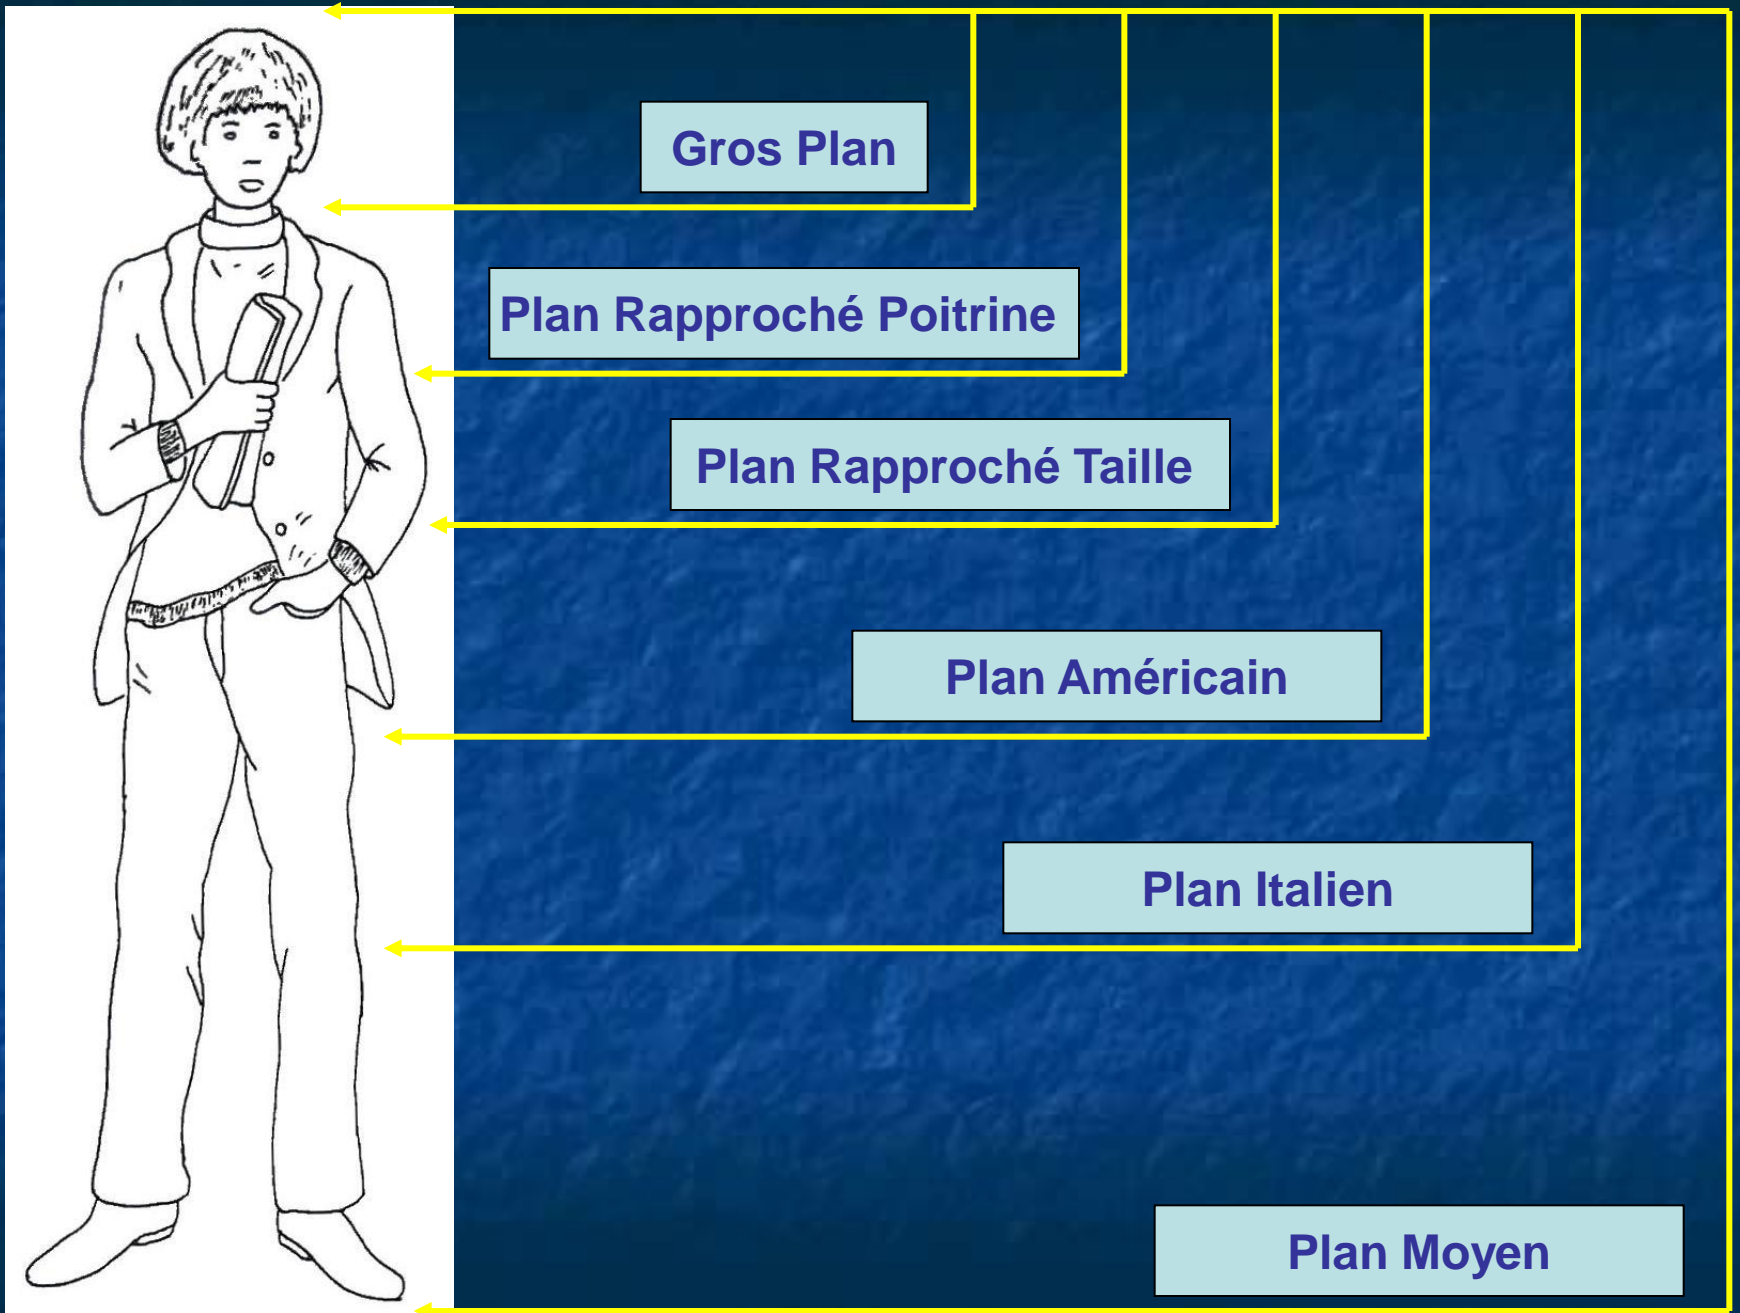 Gros Plan
Plan Rapproché Poitrine
Plan Rapproché Taille
Plan Américain
Plan Italien
Plan Moyen